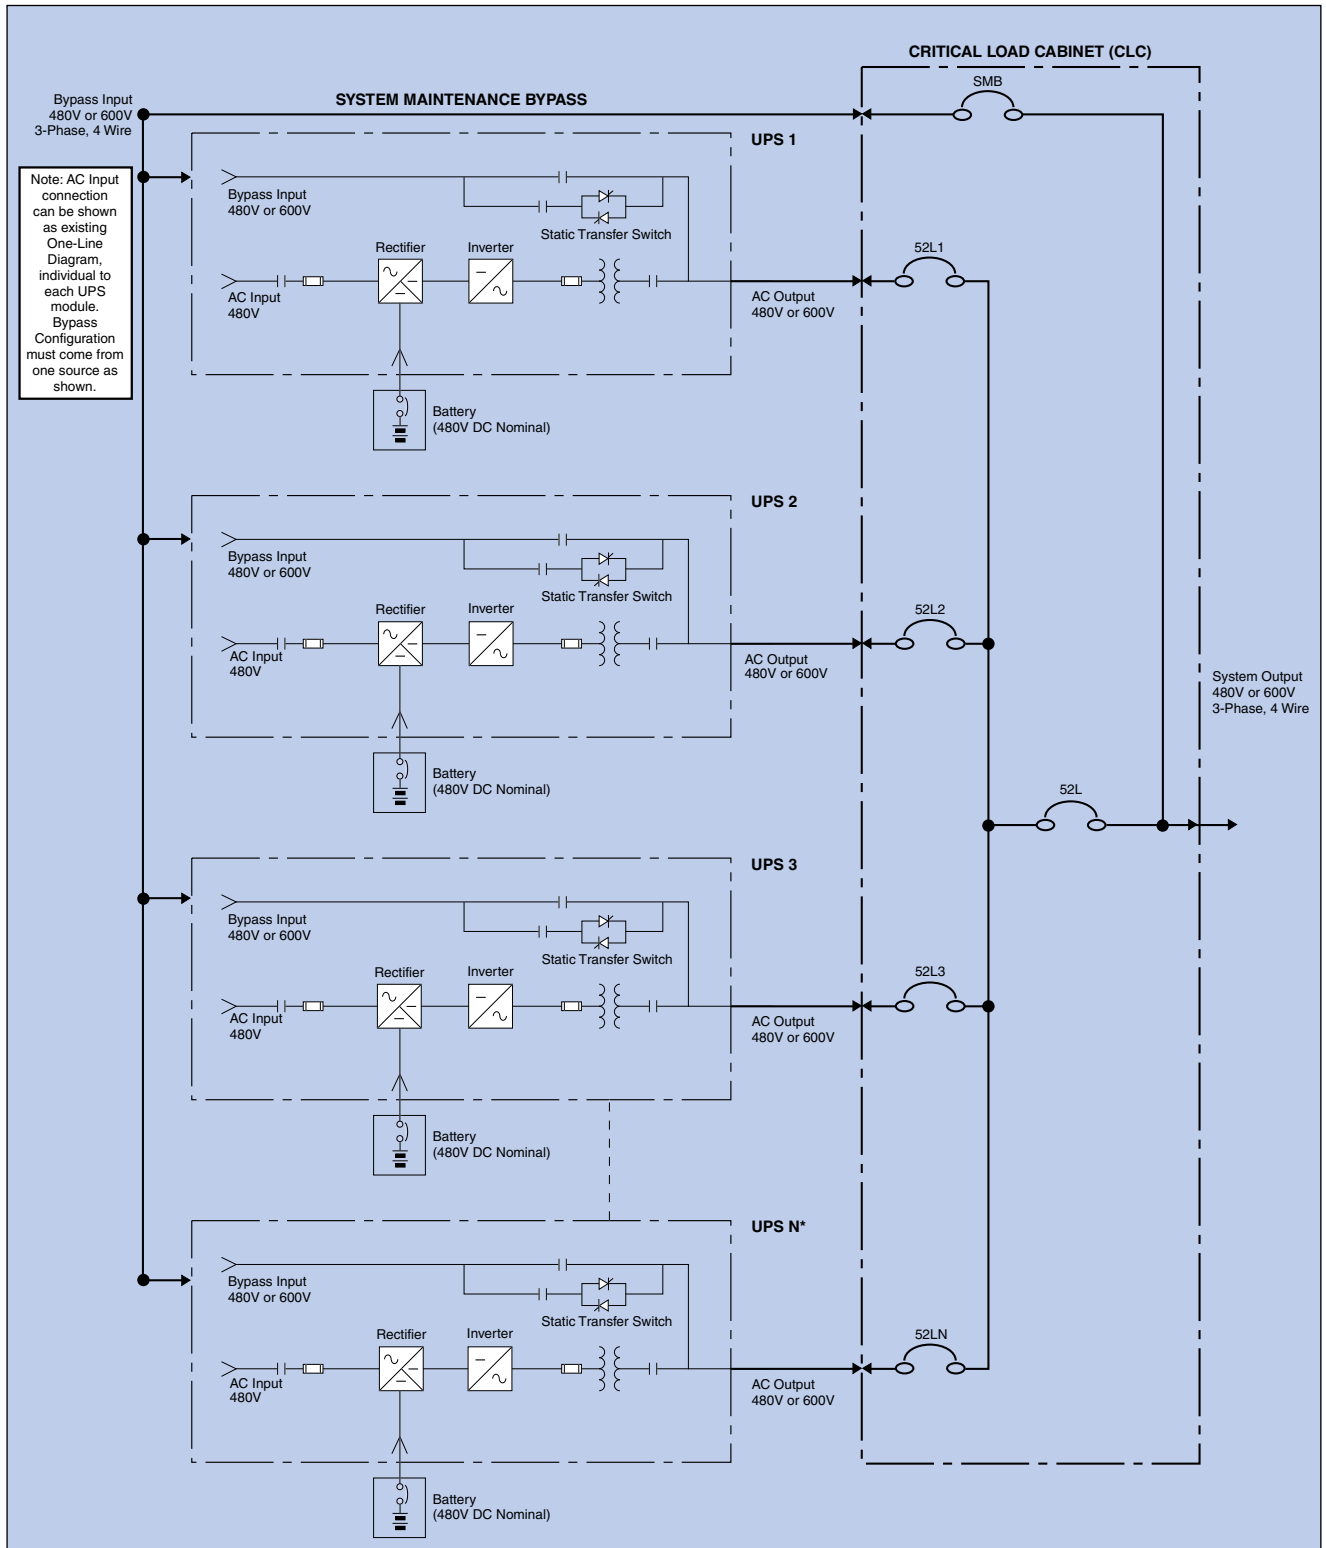 CRITICAL LOAD CABINET (CLC)
SMB
Bypass Input
480V or 600V
3-Phase, 4 Wire
SYSTEM MAINTENANCE BYPASS
Note: AC Input
connection
can be shown
as existing
One-Line
Diagram,
individual to
each UPS
module.
Bypass
Configuration
must come from
one source as
shown.
UPS 1
Bypass Input
480V or 600V
Static Transfer Switch
Rectifier
Inverter
AC Input
480V
AC Output
480V or 600V
52L1
Battery
(480V DC Nominal)
UPS 2
Bypass Input
480V or 600V
Static Transfer Switch
Rectifier
Inverter
AC Input
480V
AC Output
480V or 600V
52L2
Battery
(480V DC Nominal)
System Output
480V or 600V
3-Phase, 4 Wire
52L
UPS 3
Bypass Input
480V or 600V
Static Transfer Switch
Rectifier
Inverter
AC Input
480V
AC Output
480V or 600V
52L3
Battery
(480V DC Nominal)
UPS N*
Bypass Input
480V or 600V
Static Transfer Switch
Rectifier
Inverter
AC Input
480V
AC Output
480V or 600V
52LN
Battery
(480V DC Nominal)